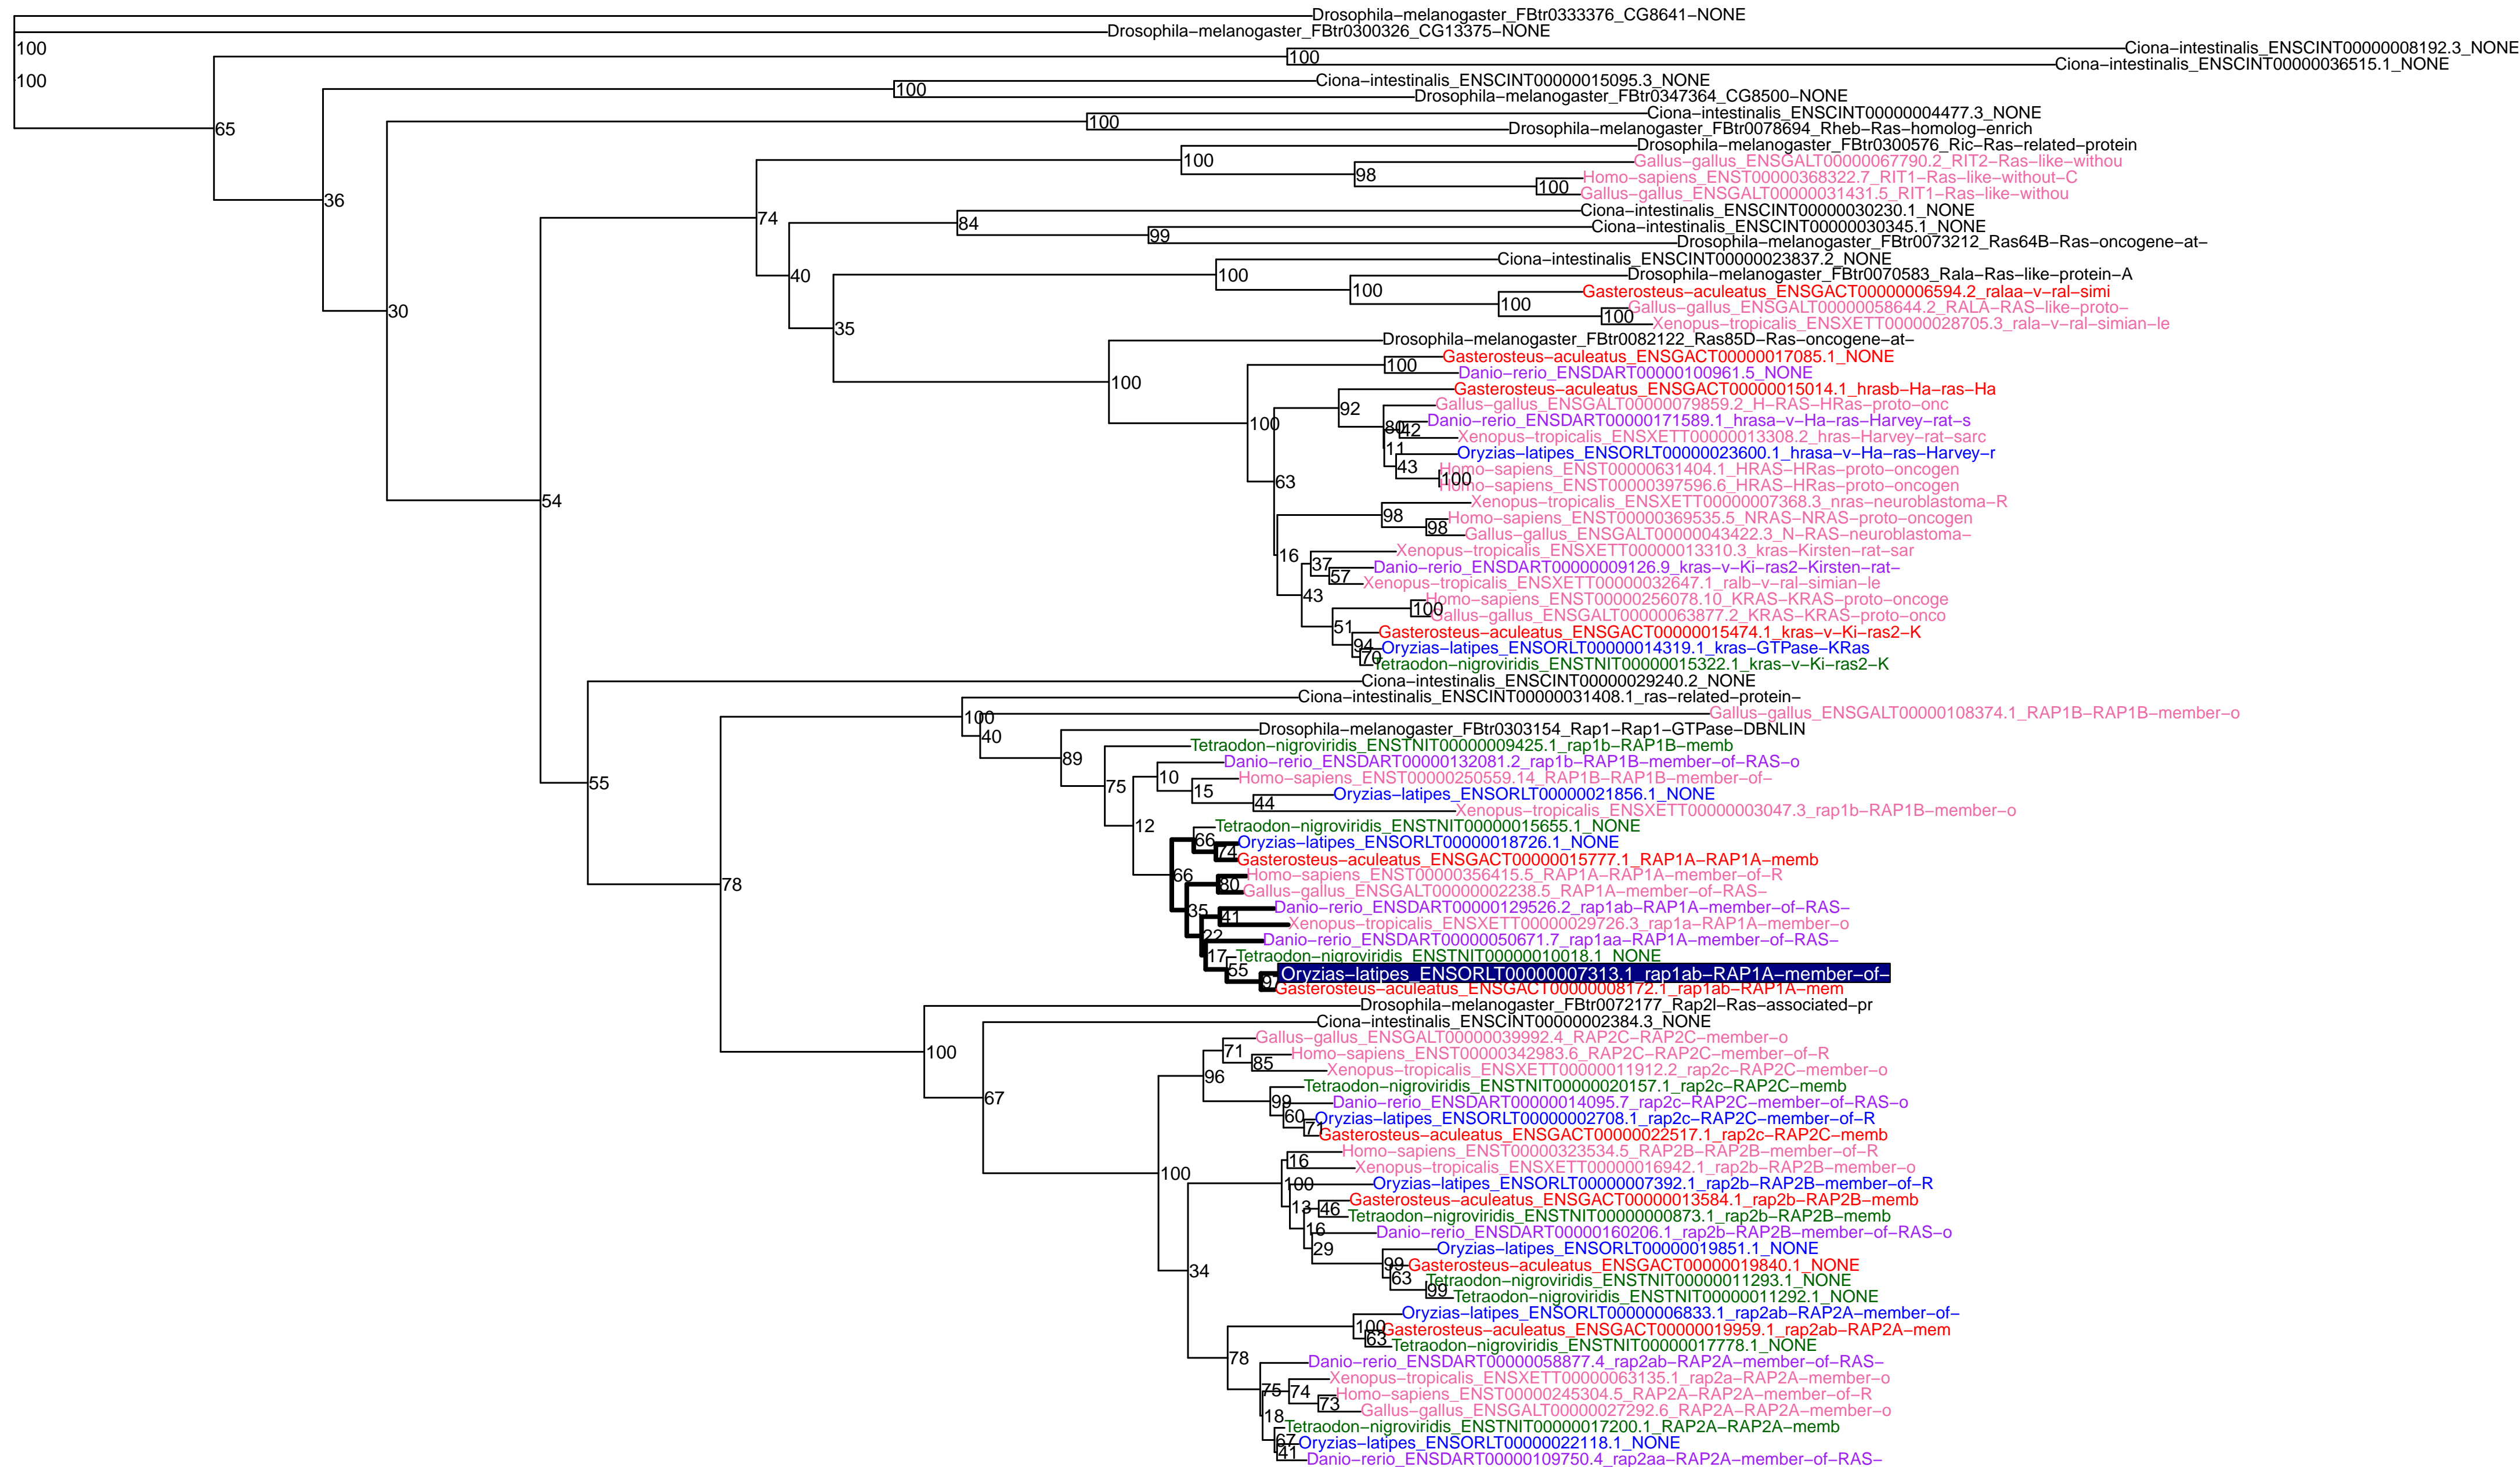 Drosophila−melanogaster_FBtr0333376_CG8641−NONE
Drosophila−melanogaster_FBtr0300326_CG13375−NONE
100
Ciona−intestinalis_ENSCINT00000008192.3_NONE
100
Ciona−intestinalis_ENSCINT00000036515.1_NONE
100
Ciona−intestinalis_ENSCINT00000015095.3_NONE
100
Drosophila−melanogaster_FBtr0347364_CG8500−NONE
Ciona−intestinalis_ENSCINT00000004477.3_NONE
100
65
Drosophila−melanogaster_FBtr0078694_Rheb−Ras−homolog−enrich
Drosophila−melanogaster_FBtr0300576_Ric−Ras−related−protein
100
Gallus−gallus_ENSGALT00000067790.2_RIT2−Ras−like−withou
98
Homo−sapiens_ENST00000368322.7_RIT1−Ras−like−without−C
100
Gallus−gallus_ENSGALT00000031431.5_RIT1−Ras−like−withou
36
Ciona−intestinalis_ENSCINT00000030230.1_NONE
74
84
Ciona−intestinalis_ENSCINT00000030345.1_NONE
99
Drosophila−melanogaster_FBtr0073212_Ras64B−Ras−oncogene−at−
Ciona−intestinalis_ENSCINT00000023837.2_NONE
40
100
Drosophila−melanogaster_FBtr0070583_Rala−Ras−like−protein−A
100
Gasterosteus−aculeatus_ENSGACT00000006594.2_ralaa−v−ral−simi
100
Gallus−gallus_ENSGALT00000058644.2_RALA−RAS−like−proto−
30
100
Xenopus−tropicalis_ENSXETT00000028705.3_rala−v−ral−simian−le
35
Drosophila−melanogaster_FBtr0082122_Ras85D−Ras−oncogene−at−
Gasterosteus−aculeatus_ENSGACT00000017085.1_NONE
100
Danio−rerio_ENSDART00000100961.5_NONE
100
Gasterosteus−aculeatus_ENSGACT00000015014.1_hrasb−Ha−ras−Ha
92
Gallus−gallus_ENSGALT00000079859.2_H−RAS−HRas−proto−onc
100
Danio−rerio_ENSDART00000171589.1_hrasa−v−Ha−ras−Harvey−rat−s
80
42
Xenopus−tropicalis_ENSXETT00000013308.2_hras−Harvey−rat−sarc
11
Oryzias−latipes_ENSORLT00000023600.1_hrasa−v−Ha−ras−Harvey−r
43
Homo−sapiens_ENST00000631404.1_HRAS−HRas−proto−oncogen
100
63
Homo−sapiens_ENST00000397596.6_HRAS−HRas−proto−oncogen
54
Xenopus−tropicalis_ENSXETT00000007368.3_nras−neuroblastoma−R
98
Homo−sapiens_ENST00000369535.5_NRAS−NRAS−proto−oncogen
98
Gallus−gallus_ENSGALT00000043422.3_N−RAS−neuroblastoma−
16
Xenopus−tropicalis_ENSXETT00000013310.3_kras−Kirsten−rat−sar
37
Danio−rerio_ENSDART00000009126.9_kras−v−Ki−ras2−Kirsten−rat−
57
Xenopus−tropicalis_ENSXETT00000032647.1_ralb−v−ral−simian−le
43
Homo−sapiens_ENST00000256078.10_KRAS−KRAS−proto−oncoge
100
Gallus−gallus_ENSGALT00000063877.2_KRAS−KRAS−proto−onco
51
Gasterosteus−aculeatus_ENSGACT00000015474.1_kras−v−Ki−ras2−K
94
Oryzias−latipes_ENSORLT00000014319.1_kras−GTPase−KRas
70
Tetraodon−nigroviridis_ENSTNIT00000015322.1_kras−v−Ki−ras2−K
Ciona−intestinalis_ENSCINT00000029240.2_NONE
Ciona−intestinalis_ENSCINT00000031408.1_ras−related−protein−
100
Gallus−gallus_ENSGALT00000108374.1_RAP1B−RAP1B−member−o
40
Drosophila−melanogaster_FBtr0303154_Rap1−Rap1−GTPase−DBNLIN
89
Tetraodon−nigroviridis_ENSTNIT00000009425.1_rap1b−RAP1B−memb
Danio−rerio_ENSDART00000132081.2_rap1b−RAP1B−member−of−RAS−o
55
75
10
Homo−sapiens_ENST00000250559.14_RAP1B−RAP1B−member−of−
15
Oryzias−latipes_ENSORLT00000021856.1_NONE
44
Xenopus−tropicalis_ENSXETT00000003047.3_rap1b−RAP1B−member−o
12
Tetraodon−nigroviridis_ENSTNIT00000015655.1_NONE
66
Oryzias−latipes_ENSORLT00000018726.1_NONE
74
Gasterosteus−aculeatus_ENSGACT00000015777.1_RAP1A−RAP1A−memb
66
Homo−sapiens_ENST00000356415.5_RAP1A−RAP1A−member−of−R
78
80
Gallus−gallus_ENSGALT00000002238.5_RAP1A−member−of−RAS−
35
Danio−rerio_ENSDART00000129526.2_rap1ab−RAP1A−member−of−RAS−
41
Xenopus−tropicalis_ENSXETT00000029726.3_rap1a−RAP1A−member−o
22
Danio−rerio_ENSDART00000050671.7_rap1aa−RAP1A−member−of−RAS−
17
Tetraodon−nigroviridis_ENSTNIT00000010018.1_NONE
55
Oryzias−latipes_ENSORLT00000007313.1_rap1ab−RAP1A−member−of−
Gasterosteus−aculeatus_ENSGACT00000008172.1_rap1ab−RAP1A−mem
Drosophila−melanogaster_FBtr0072177_Rap2l−Ras−associated−pr
Ciona−intestinalis_ENSCINT00000002384.3_NONE
Gallus−gallus_ENSGALT00000039992.4_RAP2C−RAP2C−member−o
100
71
Homo−sapiens_ENST00000342983.6_RAP2C−RAP2C−member−of−R
85
Xenopus−tropicalis_ENSXETT00000011912.2_rap2c−RAP2C−member−o
96
Tetraodon−nigroviridis_ENSTNIT00000020157.1_rap2c−RAP2C−memb
67
99
Danio−rerio_ENSDART00000014095.7_rap2c−RAP2C−member−of−RAS−o
60
Oryzias−latipes_ENSORLT00000002708.1_rap2c−RAP2C−member−of−R
71
Gasterosteus−aculeatus_ENSGACT00000022517.1_rap2c−RAP2C−memb
Homo−sapiens_ENST00000323534.5_RAP2B−RAP2B−member−of−R
16
Xenopus−tropicalis_ENSXETT00000016942.1_rap2b−RAP2B−member−o
100
100
Oryzias−latipes_ENSORLT00000007392.1_rap2b−RAP2B−member−of−R
Gasterosteus−aculeatus_ENSGACT00000013584.1_rap2b−RAP2B−memb
13
46
Tetraodon−nigroviridis_ENSTNIT00000000873.1_rap2b−RAP2B−memb
16
Danio−rerio_ENSDART00000160206.1_rap2b−RAP2B−member−of−RAS−o
29
Oryzias−latipes_ENSORLT00000019851.1_NONE
99
Gasterosteus−aculeatus_ENSGACT00000019840.1_NONE
34
63
Tetraodon−nigroviridis_ENSTNIT00000011293.1_NONE
99
Tetraodon−nigroviridis_ENSTNIT00000011292.1_NONE
Oryzias−latipes_ENSORLT00000006833.1_rap2ab−RAP2A−member−of−
100
Gasterosteus−aculeatus_ENSGACT00000019959.1_rap2ab−RAP2A−mem
63
Tetraodon−nigroviridis_ENSTNIT00000017778.1_NONE
78
Danio−rerio_ENSDART00000058877.4_rap2ab−RAP2A−member−of−RAS−
Xenopus−tropicalis_ENSXETT00000063135.1_rap2a−RAP2A−member−o
75
74
Homo−sapiens_ENST00000245304.5_RAP2A−RAP2A−member−of−R
73
Gallus−gallus_ENSGALT00000027292.6_RAP2A−RAP2A−member−o
18
Tetraodon−nigroviridis_ENSTNIT00000017200.1_RAP2A−RAP2A−memb
67
Oryzias−latipes_ENSORLT00000022118.1_NONE
41
Danio−rerio_ENSDART00000109750.4_rap2aa−RAP2A−member−of−RAS−